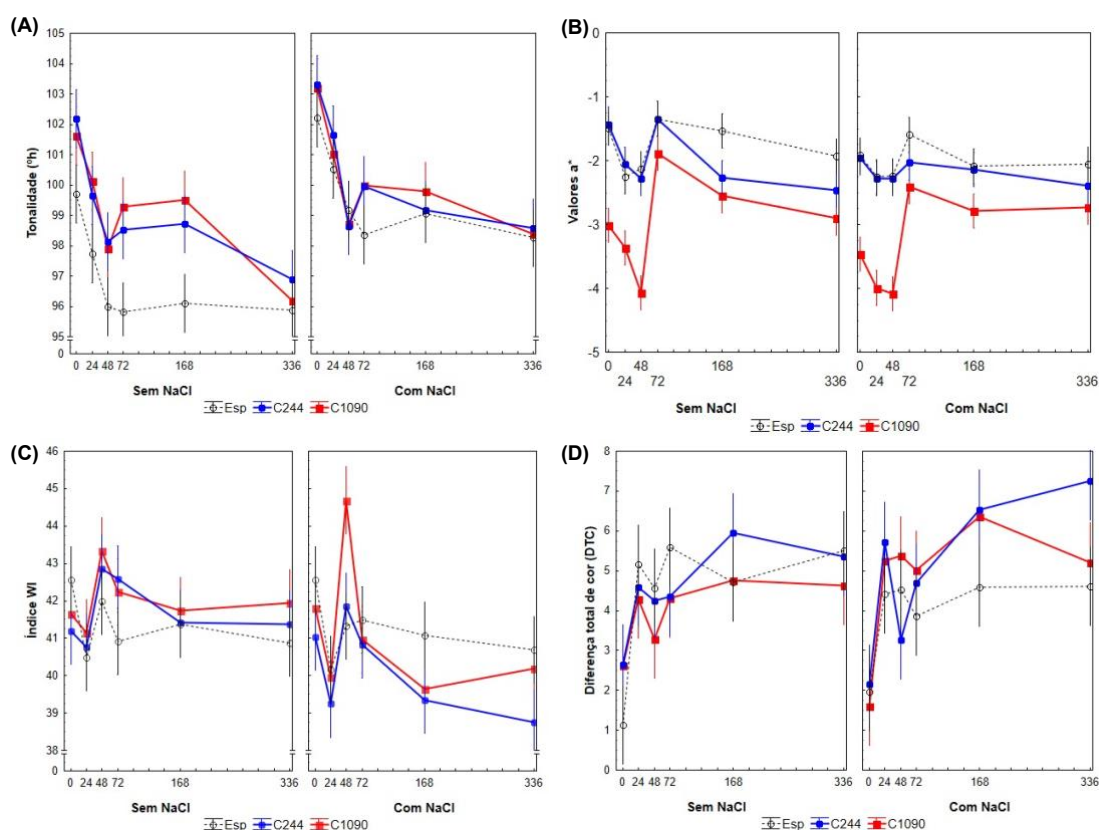 (A)
Tonalidade (ºh)
105
104
103
102
101
100
99
98
97
96
95
0
0 24 48 72 168 336
0 24 48 72 168 336
Sem NaCl
Com NaCl
Esp C244 C1090
(B)
Valores a*
0
-1
-2
-3
-4
-5
0 24 48 72 168 336
0 24 48 72 168 336
Sem NaCl
Com NaCl
Esp C244 C1090
(C)
Índice WI
46
45
44
43
42
41
40
39
38
0
0 24 48 72 168 336
0 24 48 72 168 336
Sem NaCl
Com NaCl
Esp C244 C1090
(D)
Diferença total de cor (DTC)
8
7
6
5
4
3
2
1
0
0 24 48 72 168 336
0 24 48 72 168 336
Sem NaCl
Com NaCl
Esp C244 C1090